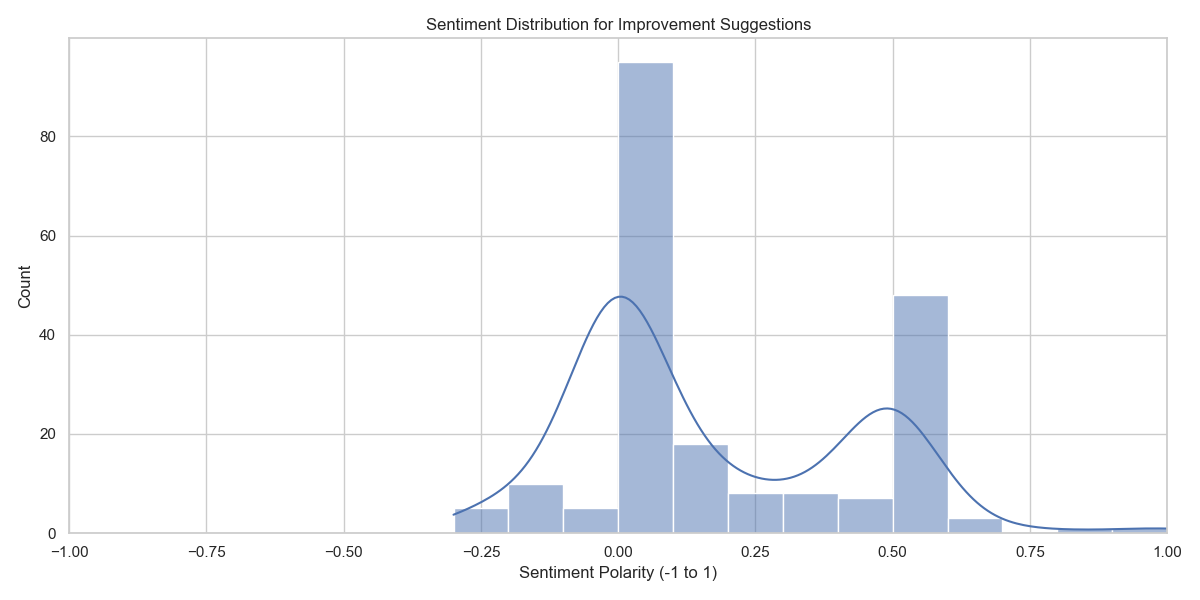 Sentiment Distribution for Improvement Suggestions
80
60
40
20
0
Count
−1.00 −0.75 −0.50 −0.25 0.00 0.25 0.50 0.75 1.00
Sentiment Polarity (-1 to 1)